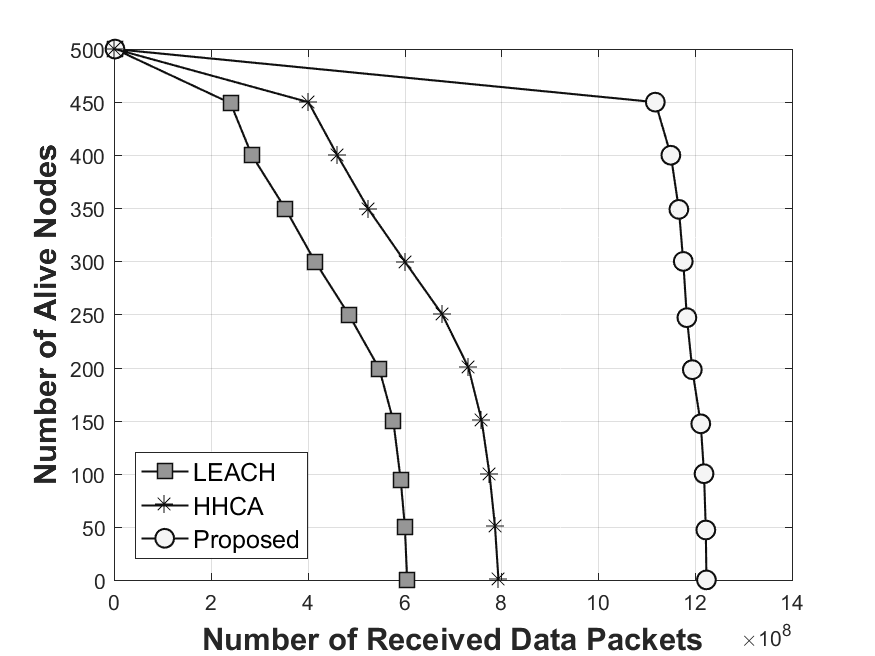 500
450
400
350
300
250
200
150
100
50
0
Number of Alive Nodes
LEACH
HHCA
Proposed
0 2 4 6 8 10 12 14
Number of Received Data Packets ×10⁸